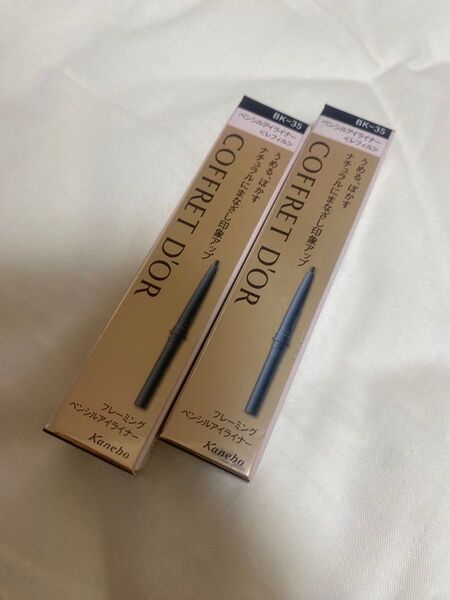 BK-35
ペンシルアイライナー
<レフィル>
うめる、ぼかす
ナチュラルにまなざし印象アップ
COFFRET D'OR
フレーミング
ペンシルアイライナー
Kanebo
BK-35
ペンシルアイライナー
<レフィル>
うめる、ぼかす
ナチュラルにまなざし印象アップ
COFFRET D'OR
フレーミング
ペンシルアイライナー
Kanebo